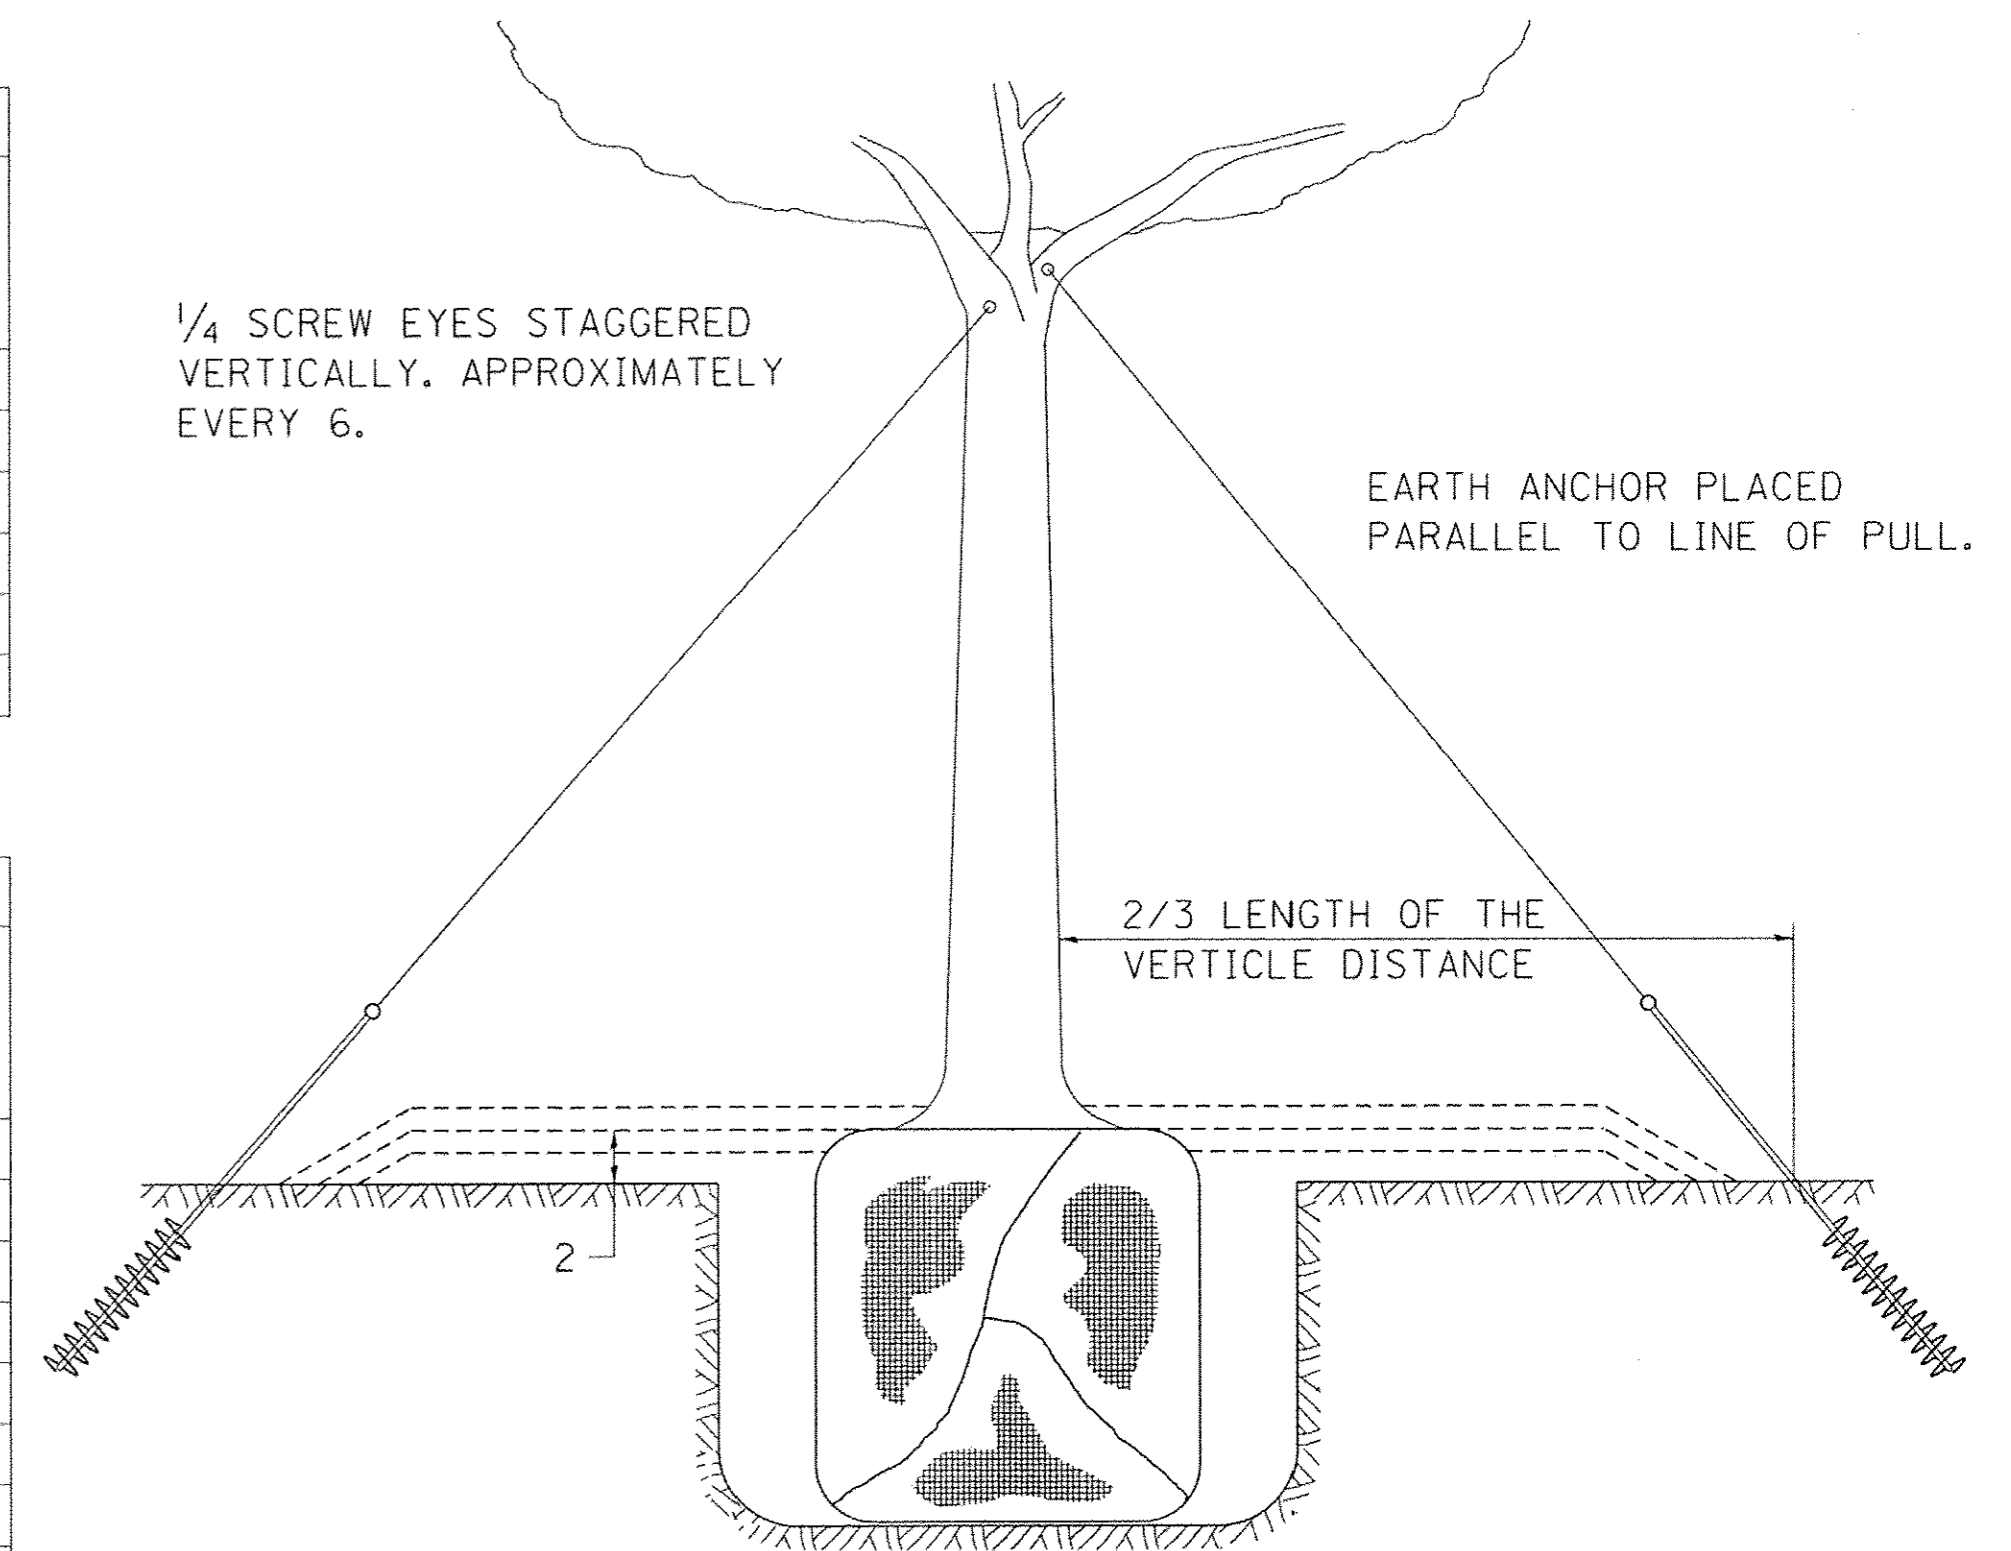 1/4 SCREW EYES STAGGERED
VERTICALLY. APPROXIMATELY
EVERY 6.
EARTH ANCHOR PLACED
PARALLEL TO LINE OF PULL.
2/3 LENGTH OF THE
VERTICLE DISTANCE
2